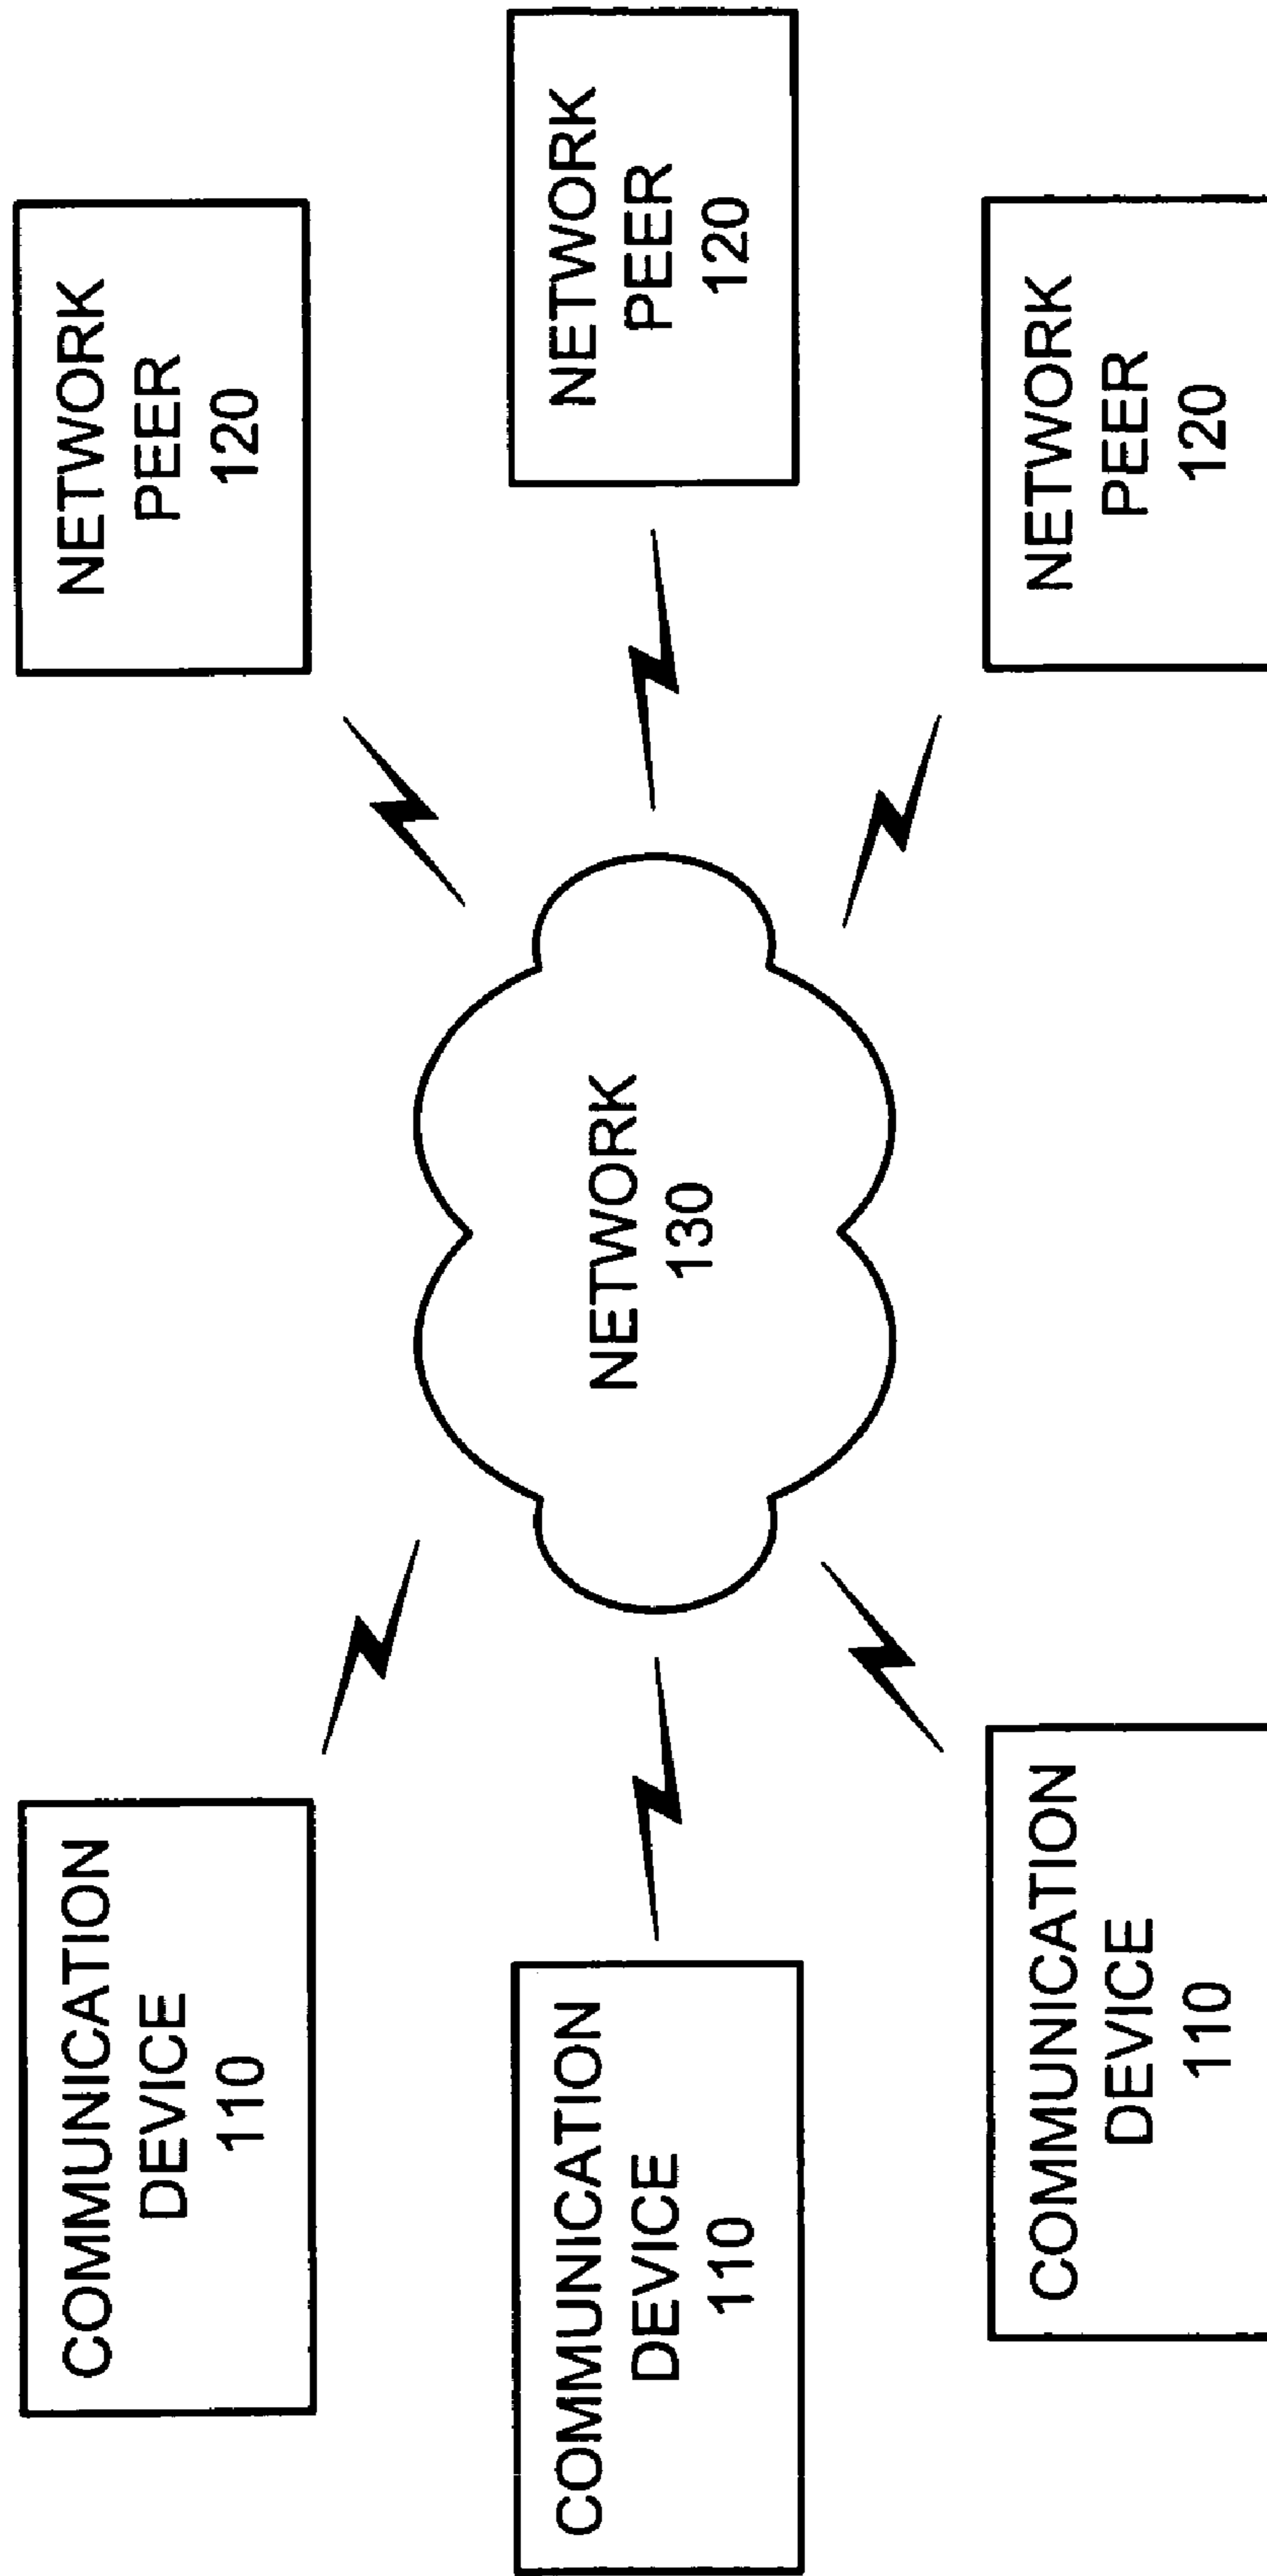 COMMUNICATION
DEVICE
110
COMMUNICATION
DEVICE
110
COMMUNICATION
DEVICE
110
NETWORK
130
NETWORK
PEER
120
NETWORK
PEER
120
NETWORK
PEER
120